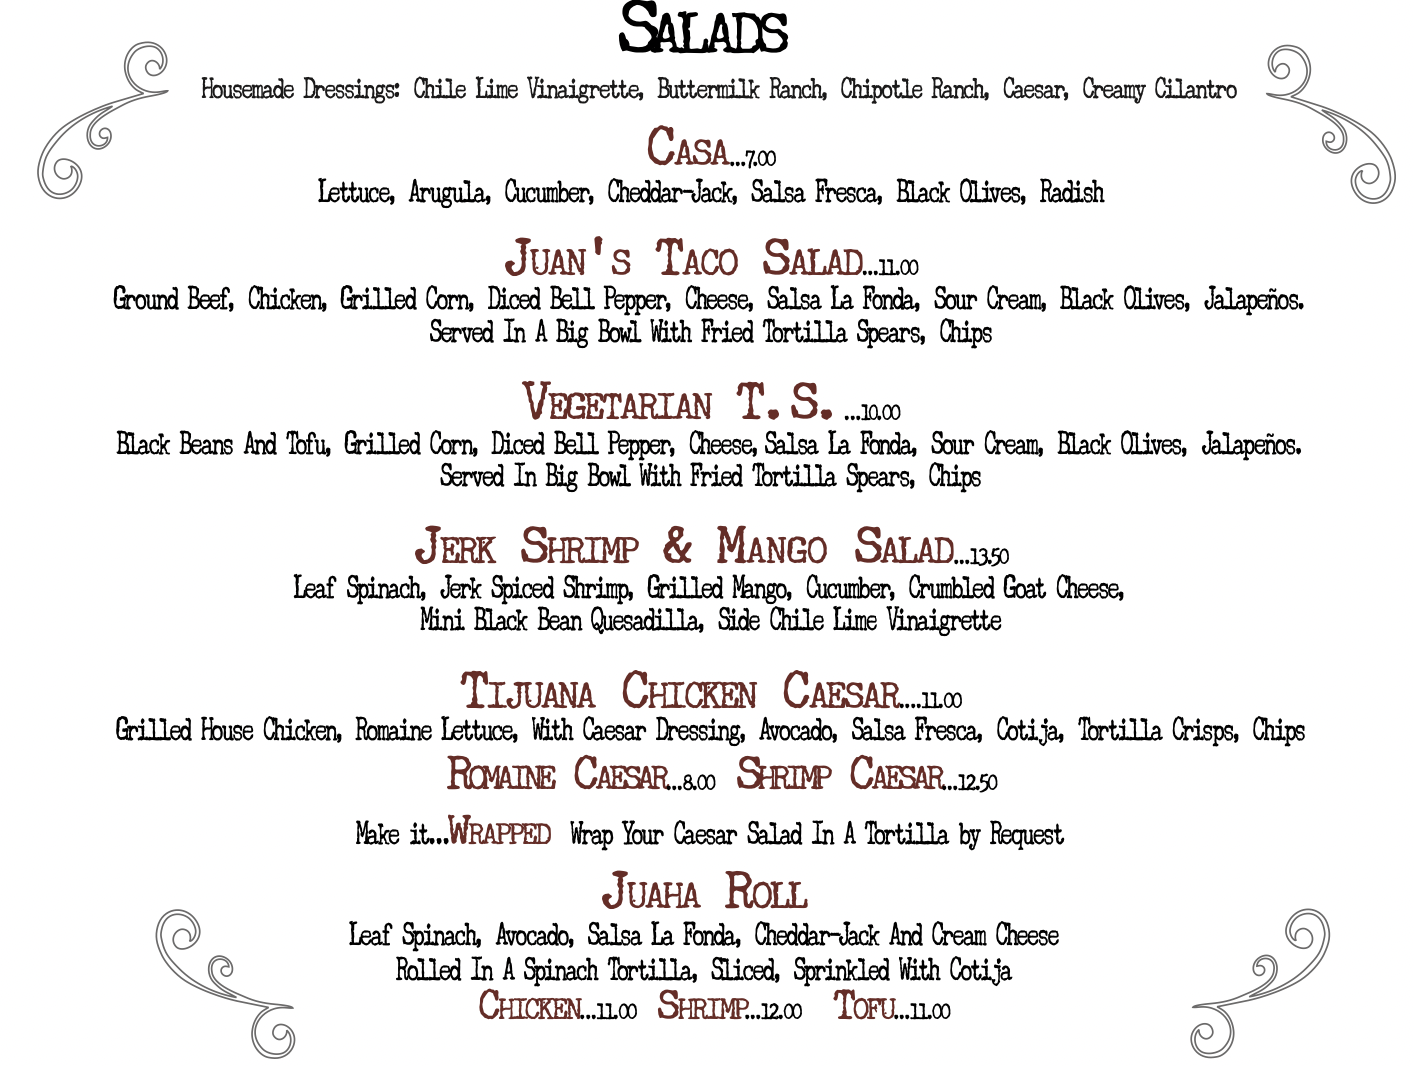 Salads
Housemade Dressings: Chile Lime Vinaigrette, Buttermilk Ranch, Chipotle Ranch, Caesar, Creamy Cilantro
Casa...7.00
Lettuce, Arugula, Cucumber, Cheddar-Jack, Salsa Fresca, Black Olives, Radish
Juan's Taco Salad...11.00
Ground Beef, Chicken, Grilled Corn, Diced Bell Pepper, Cheese, Salsa La Fonda, Sour Cream, Black Olives, Jalapeños.
Served In A Big Bowl With Fried Tortilla Spears, Chips
Vegetarian T.S. ...10.00
Black Beans And Tofu, Grilled Corn, Diced Bell Pepper, Cheese, Salsa La Fonda, Sour Cream, Black Olives, Jalapeños.
Served In Big Bowl With Fried Tortilla Spears, Chips
Jerk Shrimp & Mango Salad...13.50
Leaf Spinach, Jerk Spiced Shrimp, Grilled Mango, Cucumber, Crumbled Goat Cheese,
Mini Black Bean Quesadilla, Side Chile Lime Vinaigrette
Tijuana Chicken Caesar....11.00
Grilled House Chicken, Romaine Lettuce, With Caesar Dressing, Avocado, Salsa Fresca, Cotija, Tortilla Crisps, Chips
Romaine Caesar...8.00 Shrimp Caesar...12.50
Make it...Wrapped Wrap Your Caesar Salad In A Tortilla by Request
Juaha Roll
Leaf Spinach, Avocado, Salsa La Fonda, Cheddar-Jack And Cream Cheese
Rolled In A Spinach Tortilla, Sliced, Sprinkled With Cotija
Chicken...11.00 Shrimp...12.00 Tofu...11.00